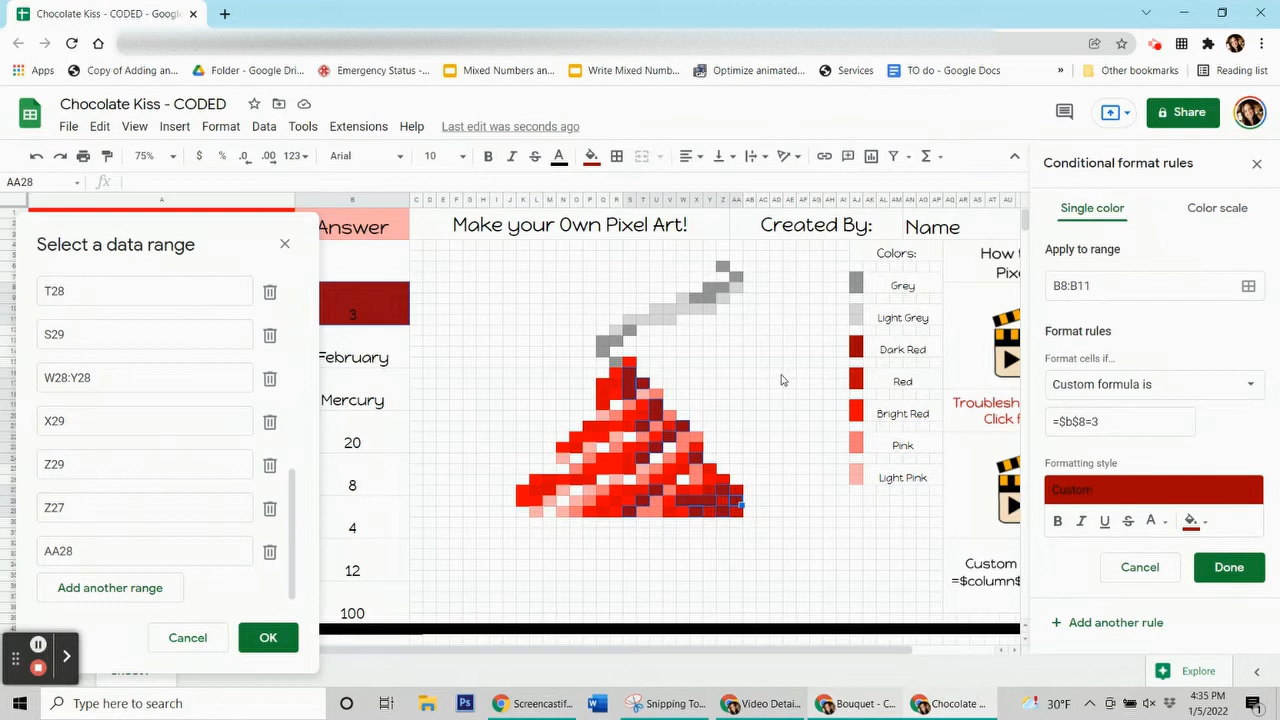 Chocolate Kiss - CODED - Google
Apps
Copy of Adding an...
Folder - Google Dri...
Emergency Status -...
Mixed Numbers an...
Write Mixed Numb...
Optimize animated...
Services
TO do - Google Docs
»
Other bookmarks
Reading list
Chocolate Kiss - CODED
File Edit View Insert Format Data Tools Extensions Help
Last edit was seconds ago
Share
75% $ % .0 .00 123 Arial 10 B I S A
Conditional format rules
AA28
fx
Single color
Color scale
Select a data range
Answer
Make your Own Pixel Art!
Created By:
Name
Apply to range
B8:B11
T28
S29
W28:Y28
X29
Z29
Z27
AA28
Add another range
Cancel
OK
3
February
Mercury
20
8
4
12
100
Colors:
Grey
Light Grey
Dark Red
Red
Bright Red
Pink
Light Pink
Troubles
Click f
Custom
=$column$
Format rules
Format cells if…
Custom formula is
=$b$8=3
Formatting style
Custom
B I U S A
Cancel
Done
+ Add another rule
Explore
Type here to search
Screencastif...
Snipping To...
Video Detai...
Bouquet - C...
Chocolate ...
30°F
4:35 PM
1/5/2022